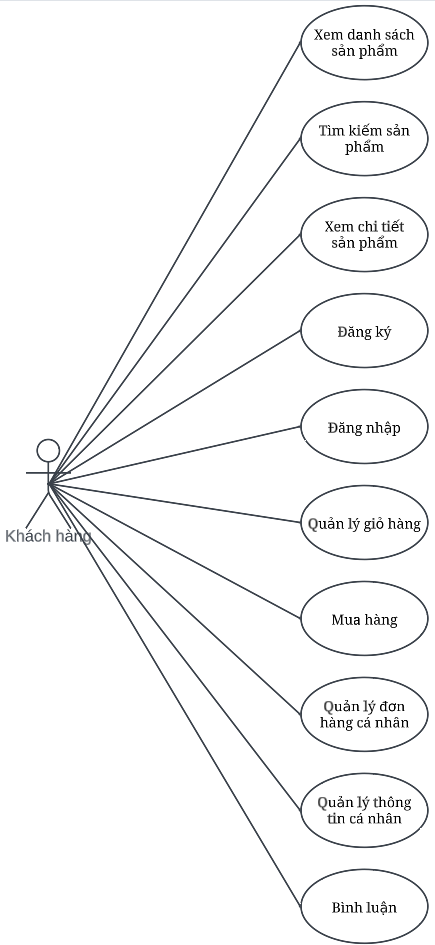 Xem danh sách
sản phẩm
Tìm kiếm sản
phẩm
Xem chi tiết
sản phẩm
Đăng ký
Đăng nhập
Khách hàng
Quản lý giỏ hàng
Mua hàng
Quản lý đơn
hàng cá nhân
Quản lý thông
tin cá nhân
Bình luận